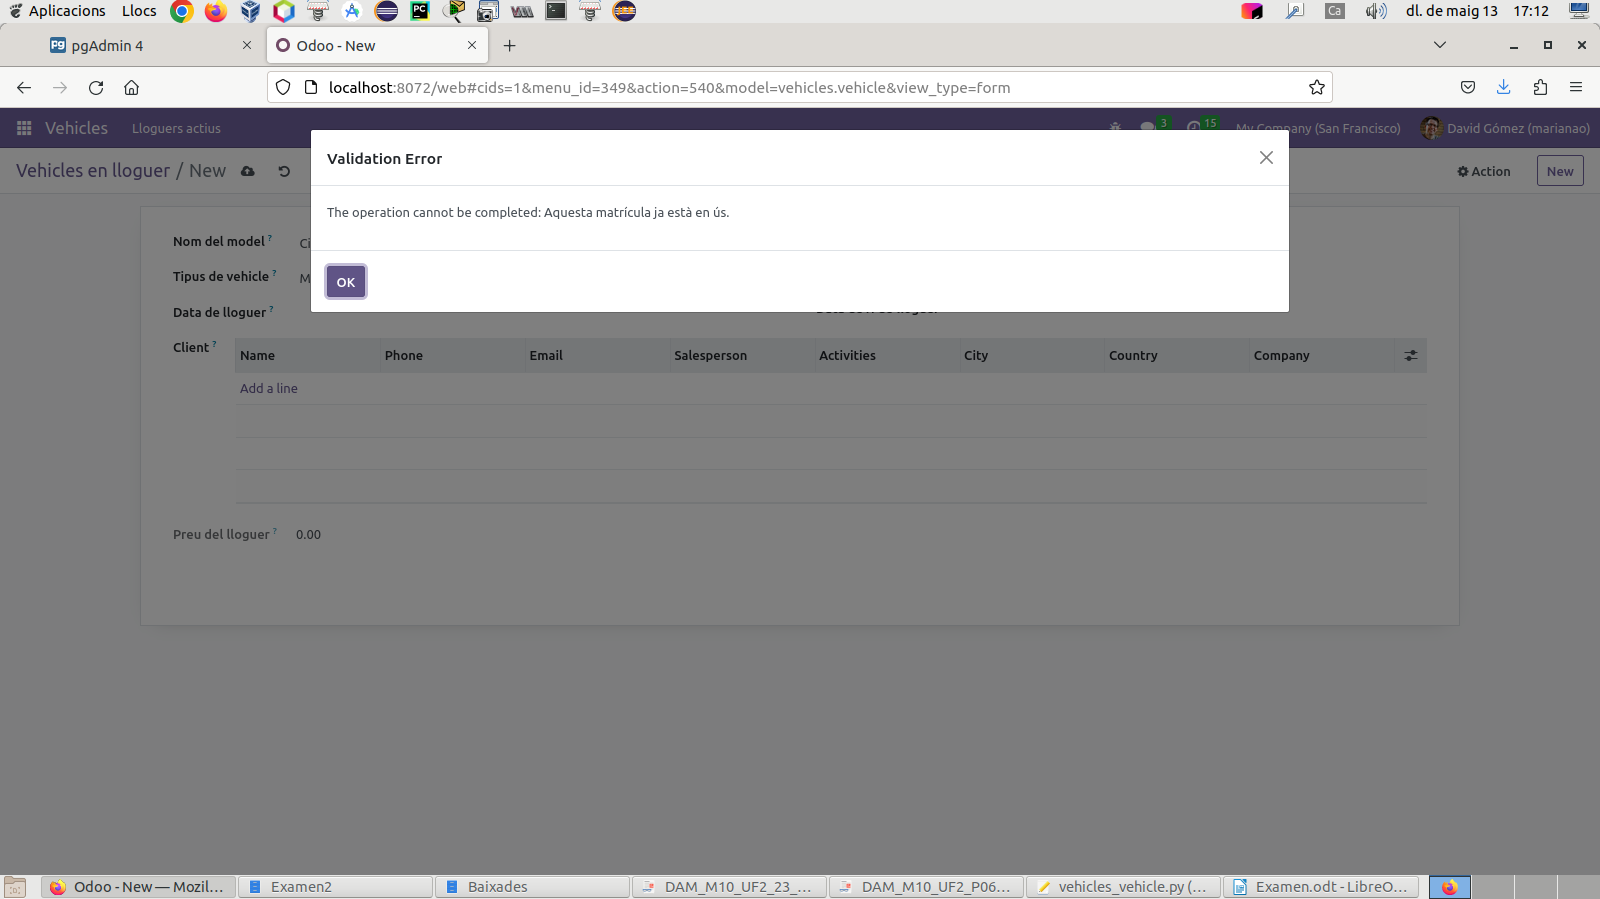 Aplicacions Llocs Ca dl. de maig 13 17:12
pgAdmin 4 Odoo - New
localhost:8072/web#cids=1&menu_id=349&action=540&model=vehicles.vehicle&view_type=form
Vehicles Lloguers actius 3 15 My Company (San Francisco) David Gómez (marianao)
Vehicles en lloguer / New Action New
Validation Error
The operation cannot be completed: Aquesta matrícula ja està en ús.
OK
Nom del model ? Ci
Tipus de vehicle ? M
Data de lloguer ?
Client ? Name Phone Email Salesperson Activities City Country Company
Add a line
Preu del lloguer ? 0.00
Odoo - New — Mozil... Examen2 Baixades DAM_M10_UF2_23_... DAM_M10_UF2_P06... vehicles_vehicle.py (... Examen.odt - LibreO...